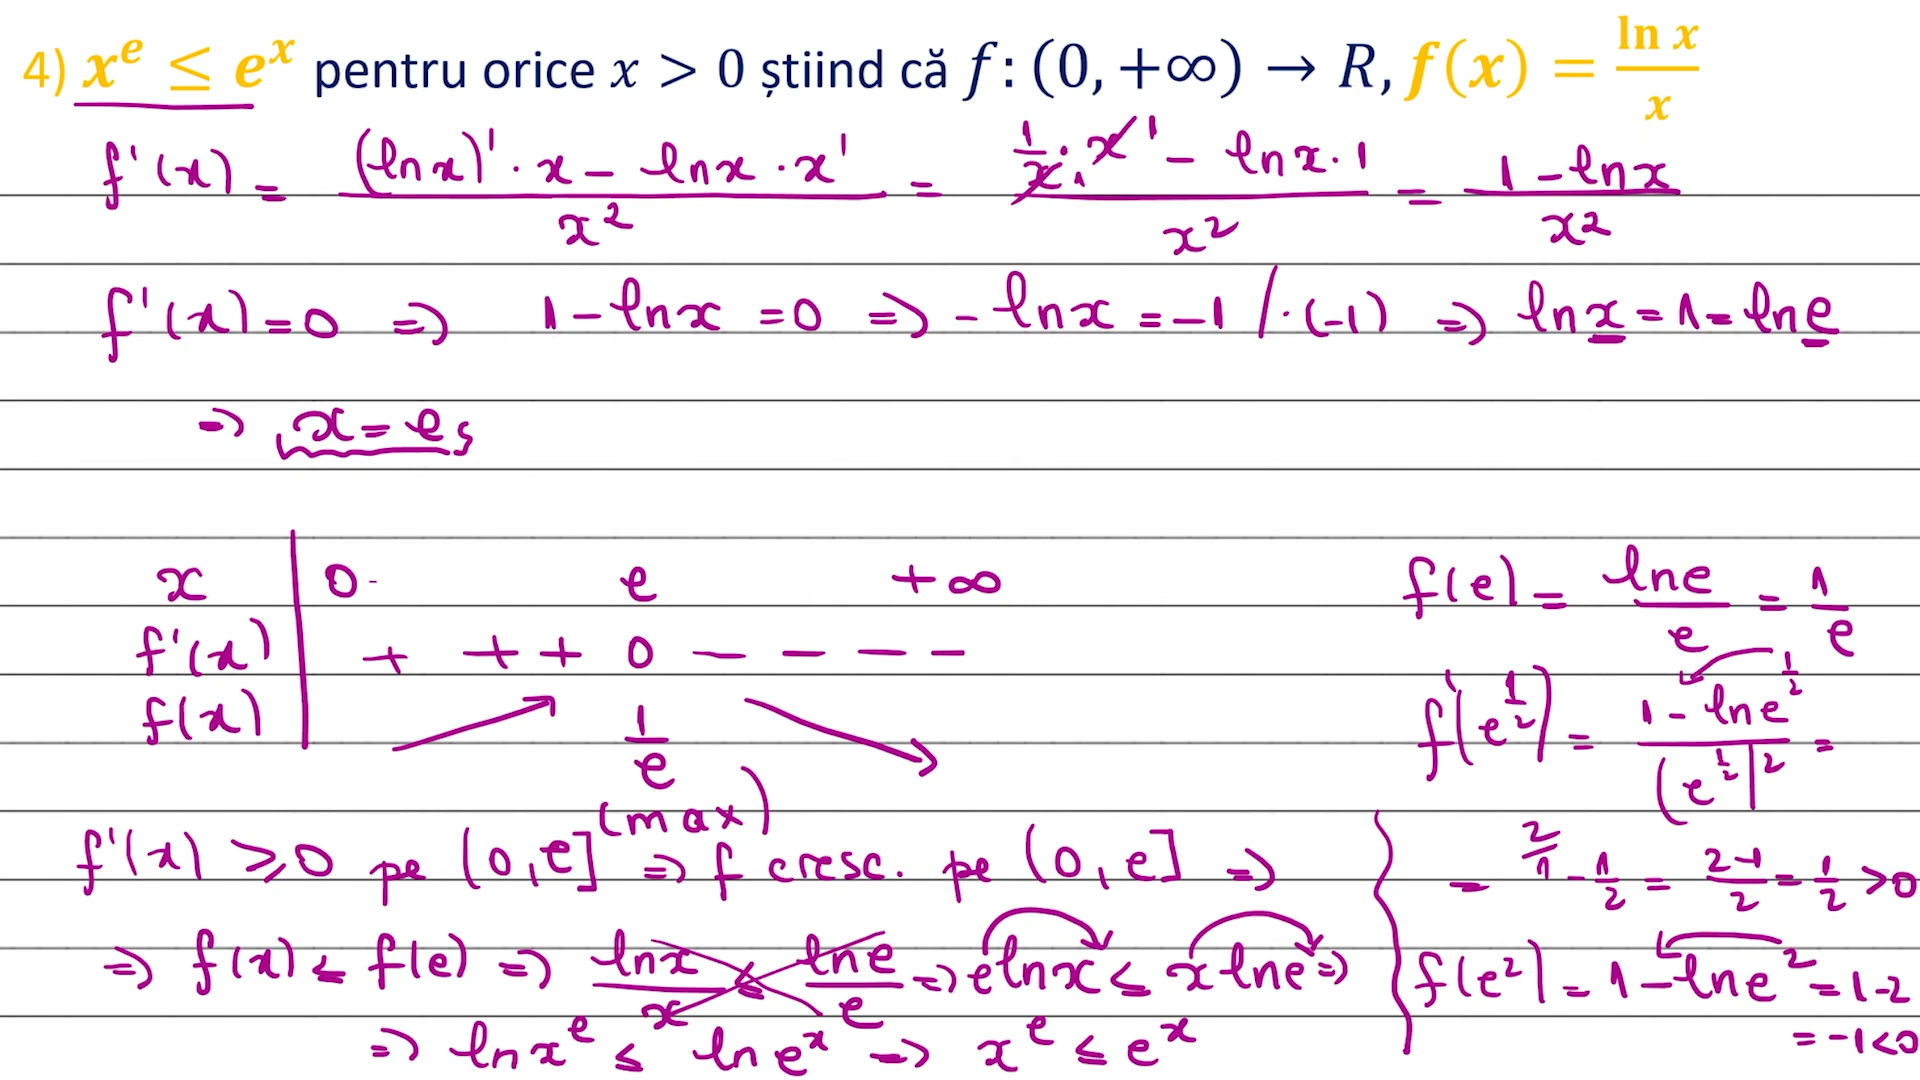 4) x^e ≤ e^x pentru orice x > 0 știind că f: (0, +∞) → R, f(x) = ln x / x
f'(x) = ((ln x)' · x − ln x · x') / x² = (1/x · x − ln x · 1) / x² = (1 − ln x) / x²
f'(x) = 0 ⇒ 1 − ln x = 0 ⇒ − ln x = −1 / · (−1) ⇒ ln x = 1 = ln e
⇒ x = e
x | 0 e +∞
f'(x) | + + + 0 − − − −
f(x) | ↗ 1/e ↘
(max)
f'(x) ≥ 0 pe (0, e] ⇒ f cresc. pe (0, e] ⇒
⇒ f(x) ≤ f(e) ⇒ ln x / x ≤ ln e / e ⇒ e ln x ≤ x ln e ⇒
⇒ ln x^e ≤ ln e^x ⇒ x^e ≤ e^x
f(e) = ln e / e = 1/e
f'(e^(1/2)) = (1 − ln e^(1/2)) / (e^(1/2))² =
= 2/1 − 1/2 = (2−1)/2 = 1/2 > 0
f(e²) = 1 − ln e² = 1 − 2
= −1 < 0